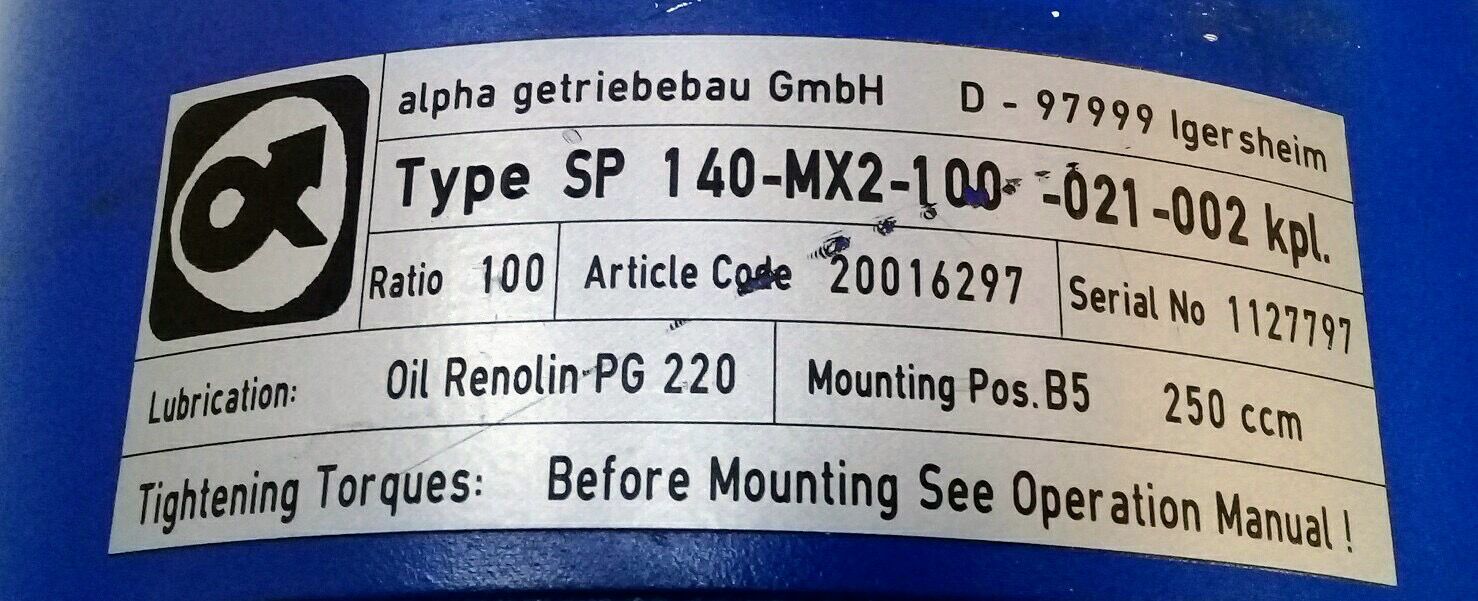 alpha getriebebau GmbH D - 97999 Igersheim
Type SP 140-MX2-100- -021-002 kpl.
Ratio 100 Article Code 20016297 Serial No 1127797
Lubrication: Oil Renolin PG 220 Mounting Pos. B5 250 ccm
Tightening Torques: Before Mounting See Operation Manual !